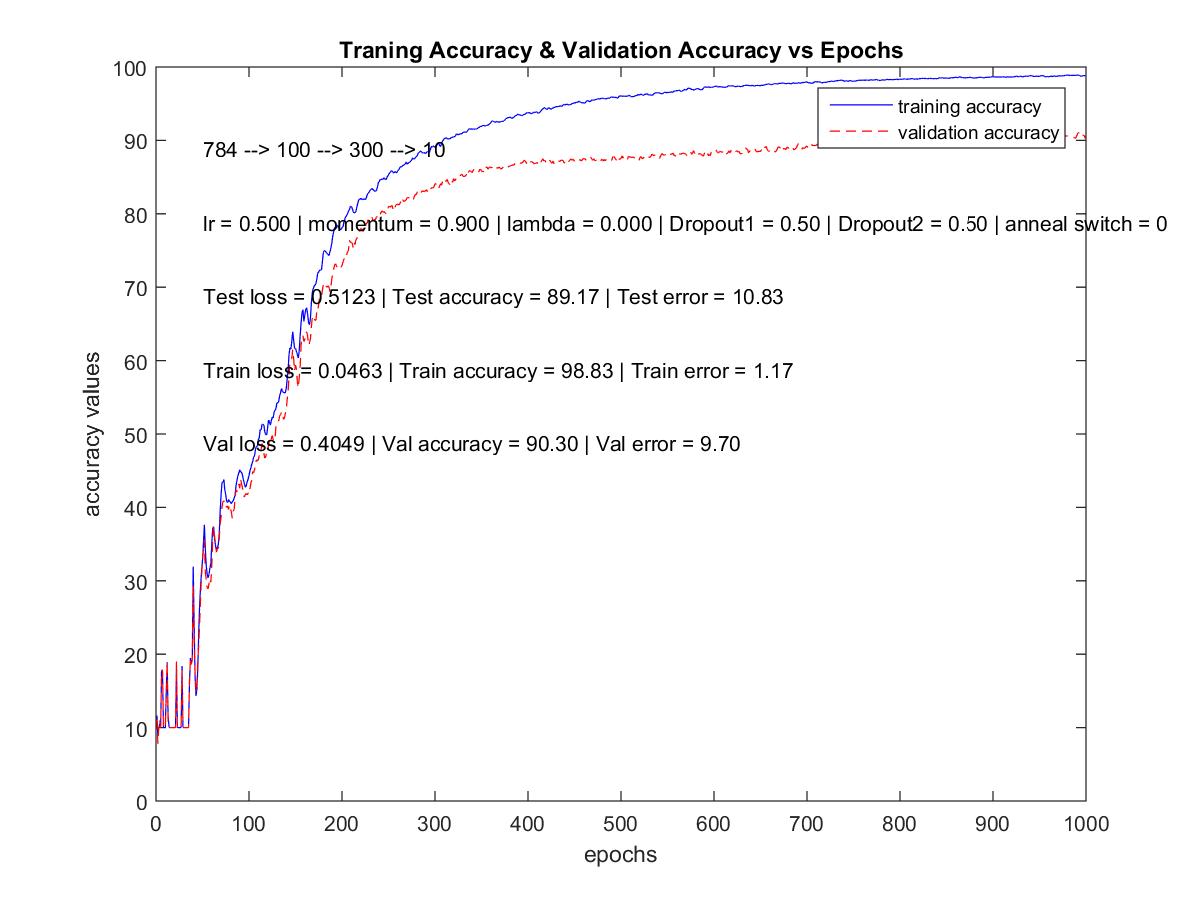 Traning Accuracy & Validation Accuracy vs Epochs
100
90
80
70
60
50
40
30
20
10
0
accuracy values
training accuracy
validation accuracy
784 --> 100 --> 300 --> 10
lr = 0.500 | momentum = 0.900 | lambda = 0.000 | Dropout1 = 0.50 | Dropout2 = 0.50 | anneal switch = 0
Test loss = 0.5123 | Test accuracy = 89.17 | Test error = 10.83
Train loss = 0.0463 | Train accuracy = 98.83 | Train error = 1.17
Val loss = 0.4049 | Val accuracy = 90.30 | Val error = 9.70
0 100 200 300 400 500 600 700 800 900 1000
epochs